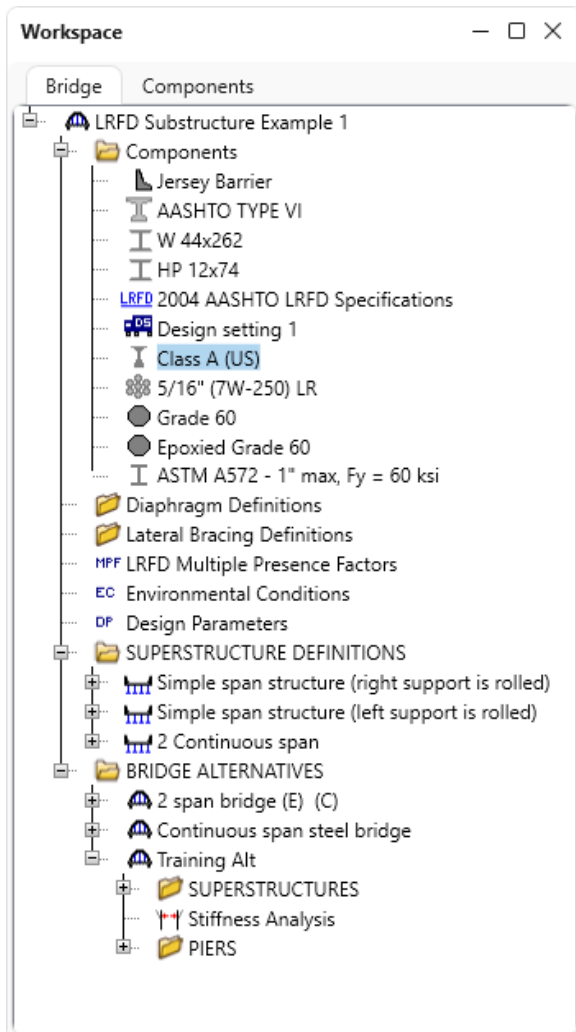 Workspace
Bridge Components
LRFD Substructure Example 1
Components
Jersey Barrier
AASHTO TYPE VI
W 44x262
HP 12x74
LRFD 2004 AASHTO LRFD Specifications
DS Design setting 1
Class A (US)
5/16" (7W-250) LR
Grade 60
Epoxied Grade 60
ASTM A572 - 1" max, Fy = 60 ksi
Diaphragm Definitions
Lateral Bracing Definitions
MPF LRFD Multiple Presence Factors
EC Environmental Conditions
DP Design Parameters
SUPERSTRUCTURE DEFINITIONS
Simple span structure (right support is rolled)
Simple span structure (left support is rolled)
2 Continuous span
BRIDGE ALTERNATIVES
2 span bridge (E) (C)
Continuous span steel bridge
Training Alt
SUPERSTRUCTURES
Stiffness Analysis
PIERS